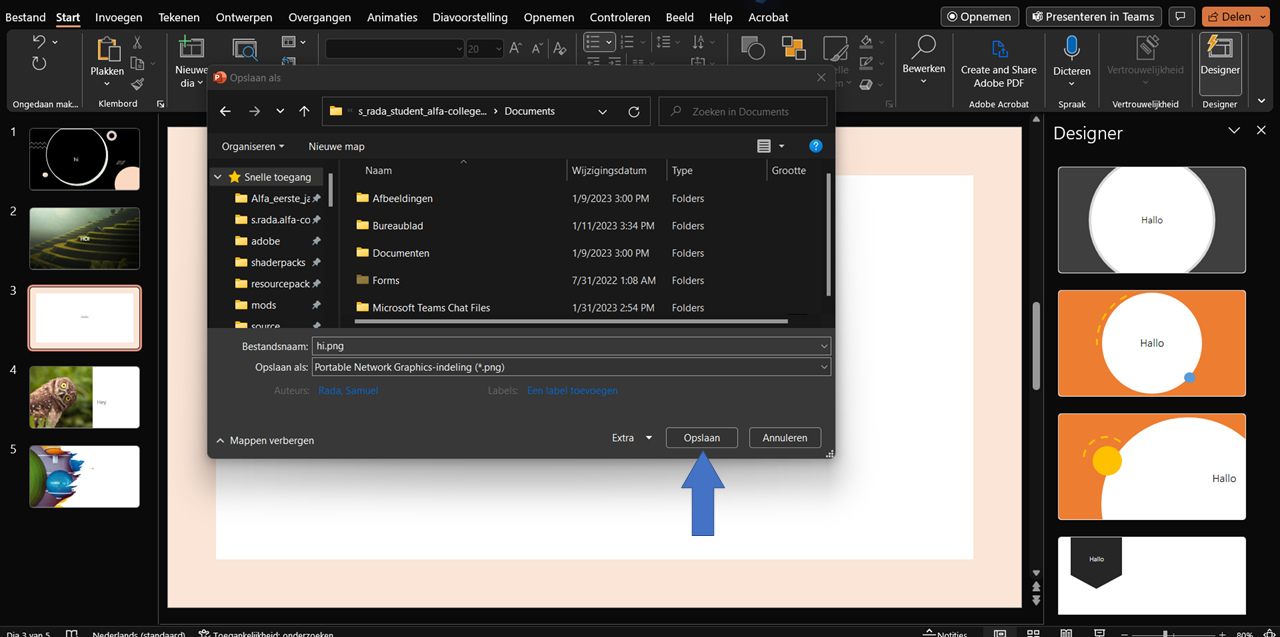 Bestand Start Invoegen Tekenen Ontwerpen Overgangen Animaties Diavoorstelling Opnemen Controleren Beeld Help Acrobat
Opnemen Presenteren in Teams Delen
Plakken
Nieuwe
dia
20
Bewerken
Create and Share
Adobe PDF
Dicteren
Vertrouwelijkheid
Designer
Ongedaan mak...
Klembord
Adobe Acrobat
Spraak
Vertrouwelijkheid
Designer
Opslaan als
s_rada_student_alfa-college... > Documents
Zoeken in Documents
Organiseren
Nieuwe map
Snelle toegang
Alfa_eerste_ja
s.rada.alfa-co
adobe
shaderpacks
resourcepack
mods
source
Naam Wijzigingsdatum Type Grootte
Afbeeldingen 1/9/2023 3:00 PM Folders
Bureaublad 1/11/2023 3:34 PM Folders
Documenten 1/9/2023 3:00 PM Folders
Forms 7/31/2022 1:08 AM Folders
Microsoft Teams Chat Files 1/31/2023 2:54 PM Folders
Bestandsnaam: hi.png
Opslaan als: Portable Network Graphics-indeling (*.png)
Auteurs: Rada, Samuel Labels: Een label toevoegen
Mappen verbergen
Extra
Opslaan
Annuleren
1
hi
2
HOI
3
4
Hey
5
Designer
Hallo
Hallo
Hallo
Hallo
Dia 3 van 5 Nederlands (standaard) Toegankelijkheid: onderzoeken
Notities
80%